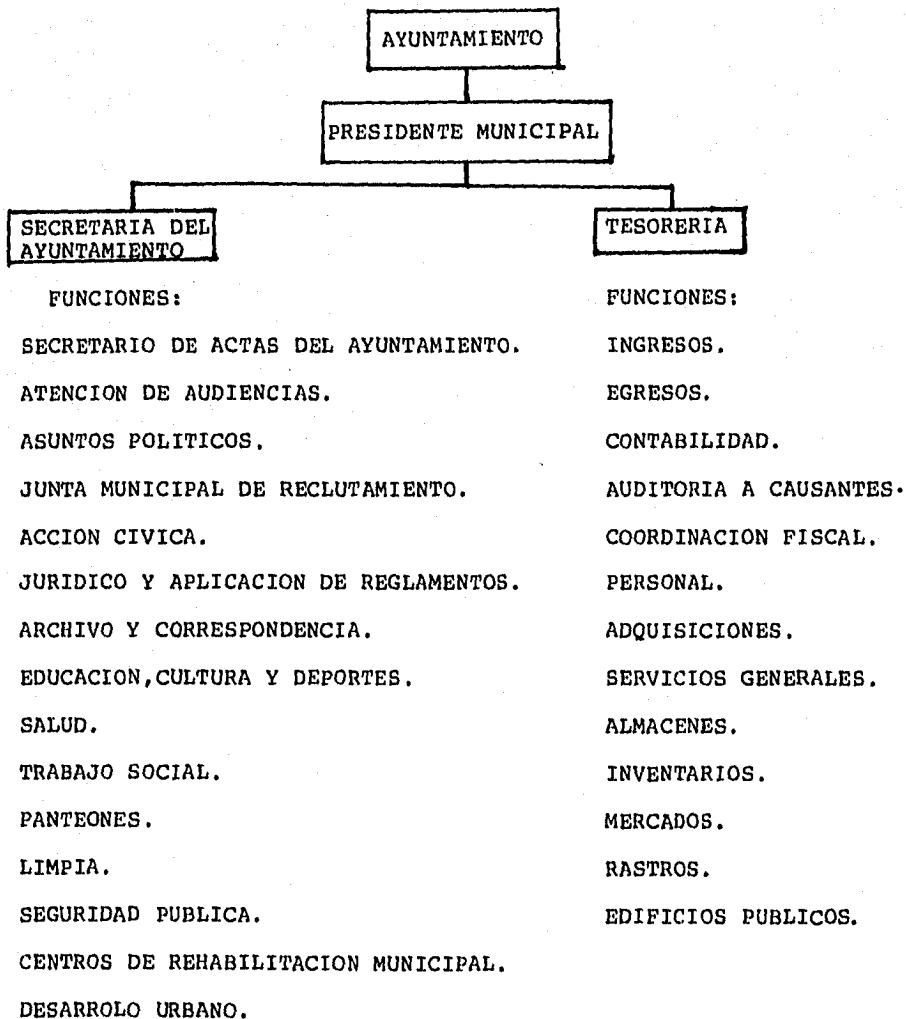 AYUNTAMIENTO
PRESIDENTE MUNICIPAL
SECRETARIA DEL
AYUNTAMIENTO
FUNCIONES:
SECRETARIO DE ACTAS DEL AYUNTAMIENTO.
ATENCION DE AUDIENCIAS.
ASUNTOS POLITICOS.
JUNTA MUNICIPAL DE RECLUTAMIENTO.
ACCION CIVICA.
JURIDICO Y APLICACION DE REGLAMENTOS.
ARCHIVO Y CORRESPONDENCIA.
EDUCACION,CULTURA Y DEPORTES.
SALUD.
TRABAJO SOCIAL.
PANTEONES.
LIMPIA.
SEGURIDAD PUBLICA.
CENTROS DE REHABILITACION MUNICIPAL.
DESARROLO URBANO.
TESORERIA
FUNCIONES:
INGRESOS.
EGRESOS.
CONTABILIDAD.
AUDITORIA A CAUSANTES.
COORDINACION FISCAL.
PERSONAL.
ADQUISICIONES.
SERVICIOS GENERALES.
ALMACENES.
INVENTARIOS.
MERCADOS.
RASTROS.
EDIFICIOS PUBLICOS.